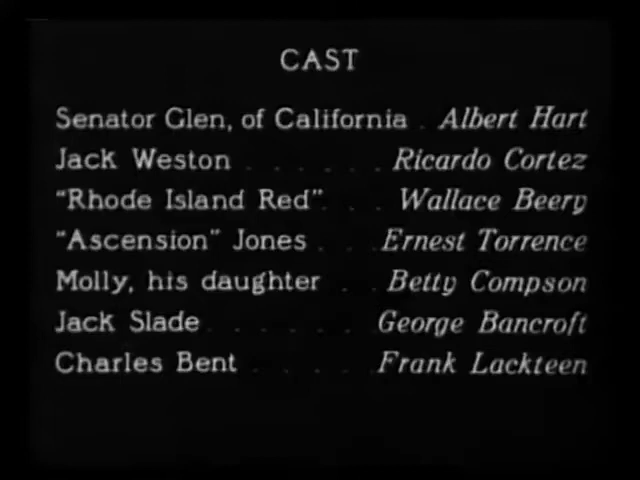 CAST
Senator Glen, of California . Albert Hart
Jack Weston . . . . . . Ricardo Cortez
"Rhode Island Red" . . Wallace Beery
"Ascension" Jones . . Ernest Torrence
Molly, his daughter . . Betty Compson
Jack Slade . . . . . George Bancroft
Charles Bent . . . . Frank Lackteen